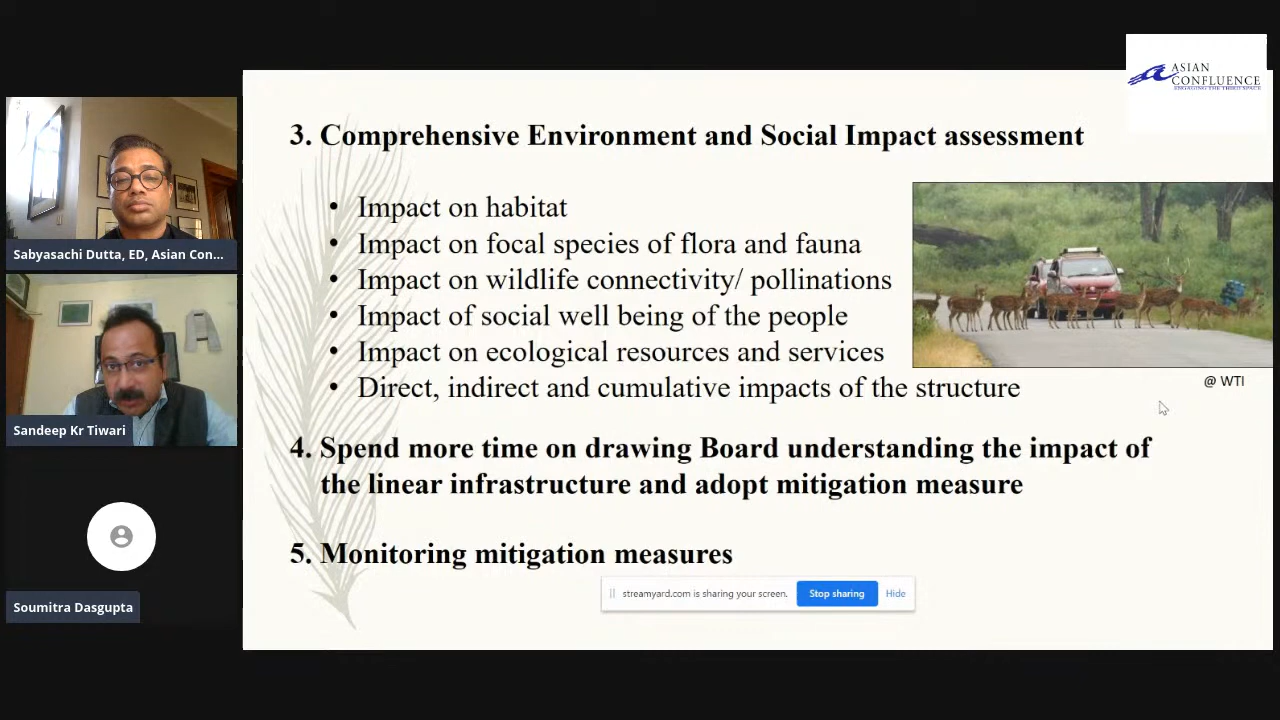 ASIAN
CONFLUENCE
ENGAGING THE THIRD SPACE
3. Comprehensive Environment and Social Impact assessment
• Impact on habitat
• Impact on focal species of flora and fauna
• Impact on wildlife connectivity/ pollinations
• Impact of social well being of the people
• Impact on ecological resources and services
• Direct, indirect and cumulative impacts of the structure
@ WTI
4. Spend more time on drawing Board understanding the impact of
the linear infrastructure and adopt mitigation measure
5. Monitoring mitigation measures
streamyard.com is sharing your screen.
Stop sharing
Hide
Sabyasachi Dutta, ED, Asian Con...
Sandeep Kr Tiwari
Soumitra Dasgupta